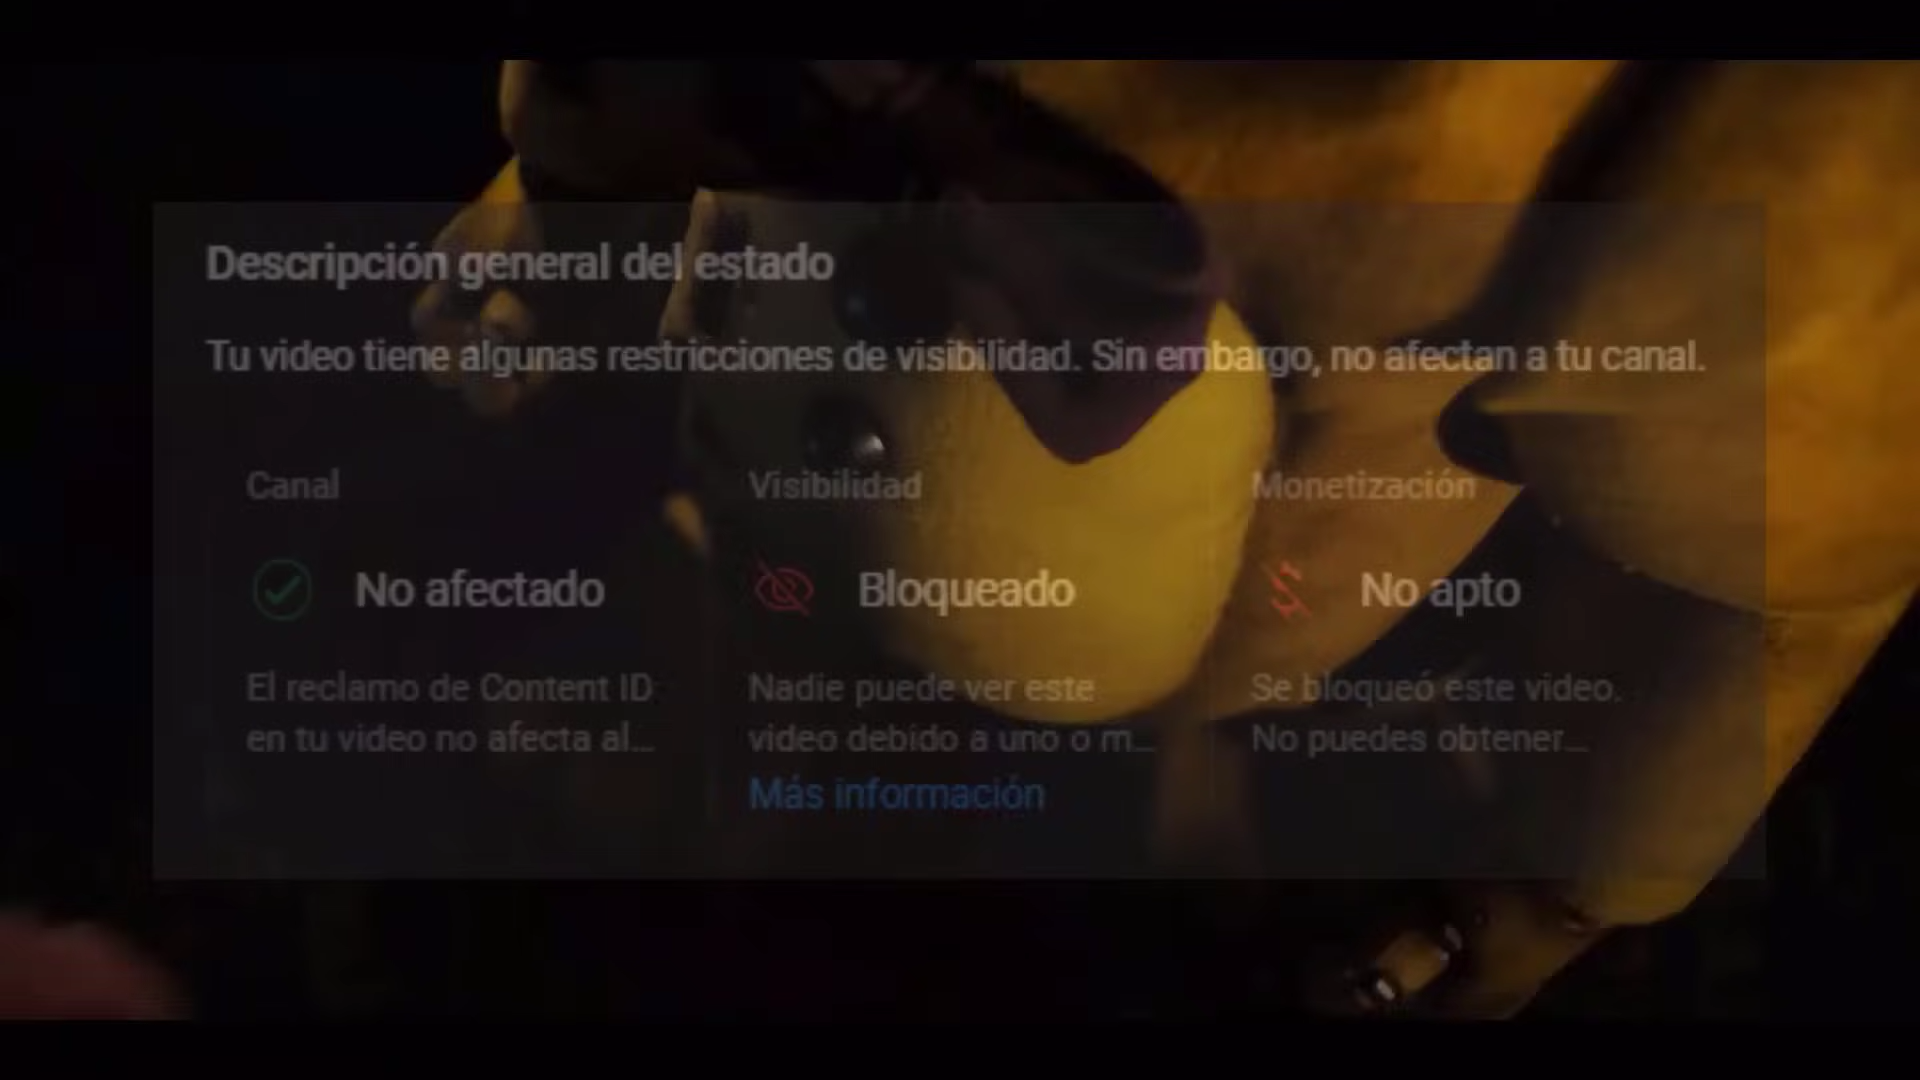 Descripción general del estado
Tu video tiene algunas restricciones de visibilidad. Sin embargo, no afectan a tu canal.
Canal
Visibilidad
Monetización
No afectado
Bloqueado
No apto
El reclamo de Content ID
en tu video no afecta al...
Nadie puede ver este
video debido a uno o m...
Más información
Se bloqueó este video.
No puedes obtener...